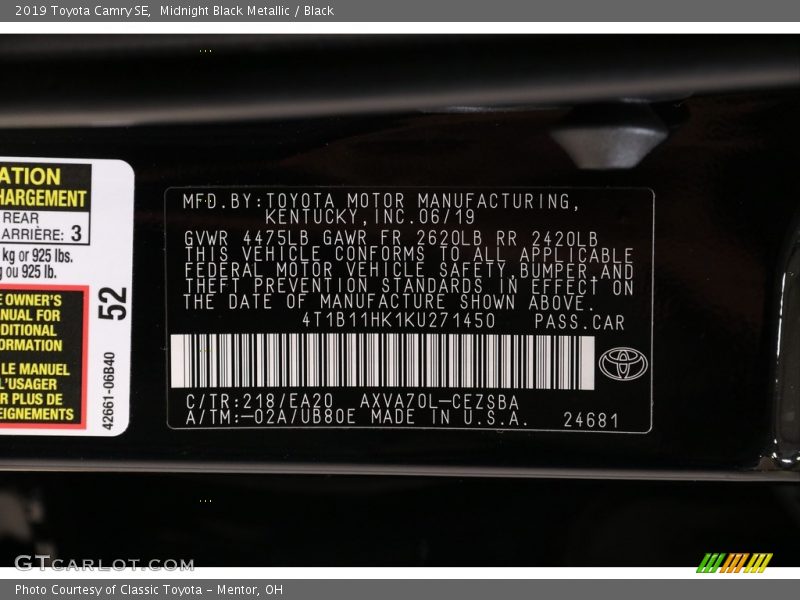 2019 Toyota Camry SE,  Midnight Black Metallic / Black
ATION
HARGEMENT
REAR
ARRIÈRE: 3
kg or 925 lbs.
g ou 925 lb.
E OWNER'S
ANUAL FOR
DITIONAL
ORMATION
LE MANUEL
L'USAGER
R PLUS DE
EIGNEMENTS
52
42661-06B40
MFD.BY:TOYOTA MOTOR MANUFACTURING,
KENTUCKY,INC.06/19
GVWR 4475LB GAWR FR 2620LB RR 2420LB
THIS VEHICLE CONFORMS TO ALL APPLICABLE
FEDERAL MOTOR VEHICLE SAFETY,BUMPER,AND
THEFT PREVENTION STANDARDS IN EFFECT ON
THE DATE OF MANUFACTURE SHOWN ABOVE.
4T1B11HK1KU271450 PASS.CAR
C/TR:218/EA20 AXVA70L-CEZSBA
A/TM:-02A/UB80E MADE IN U.S.A. 24681
GTCARLOT.COM
Photo Courtesy of Classic Toyota - Mentor, OH